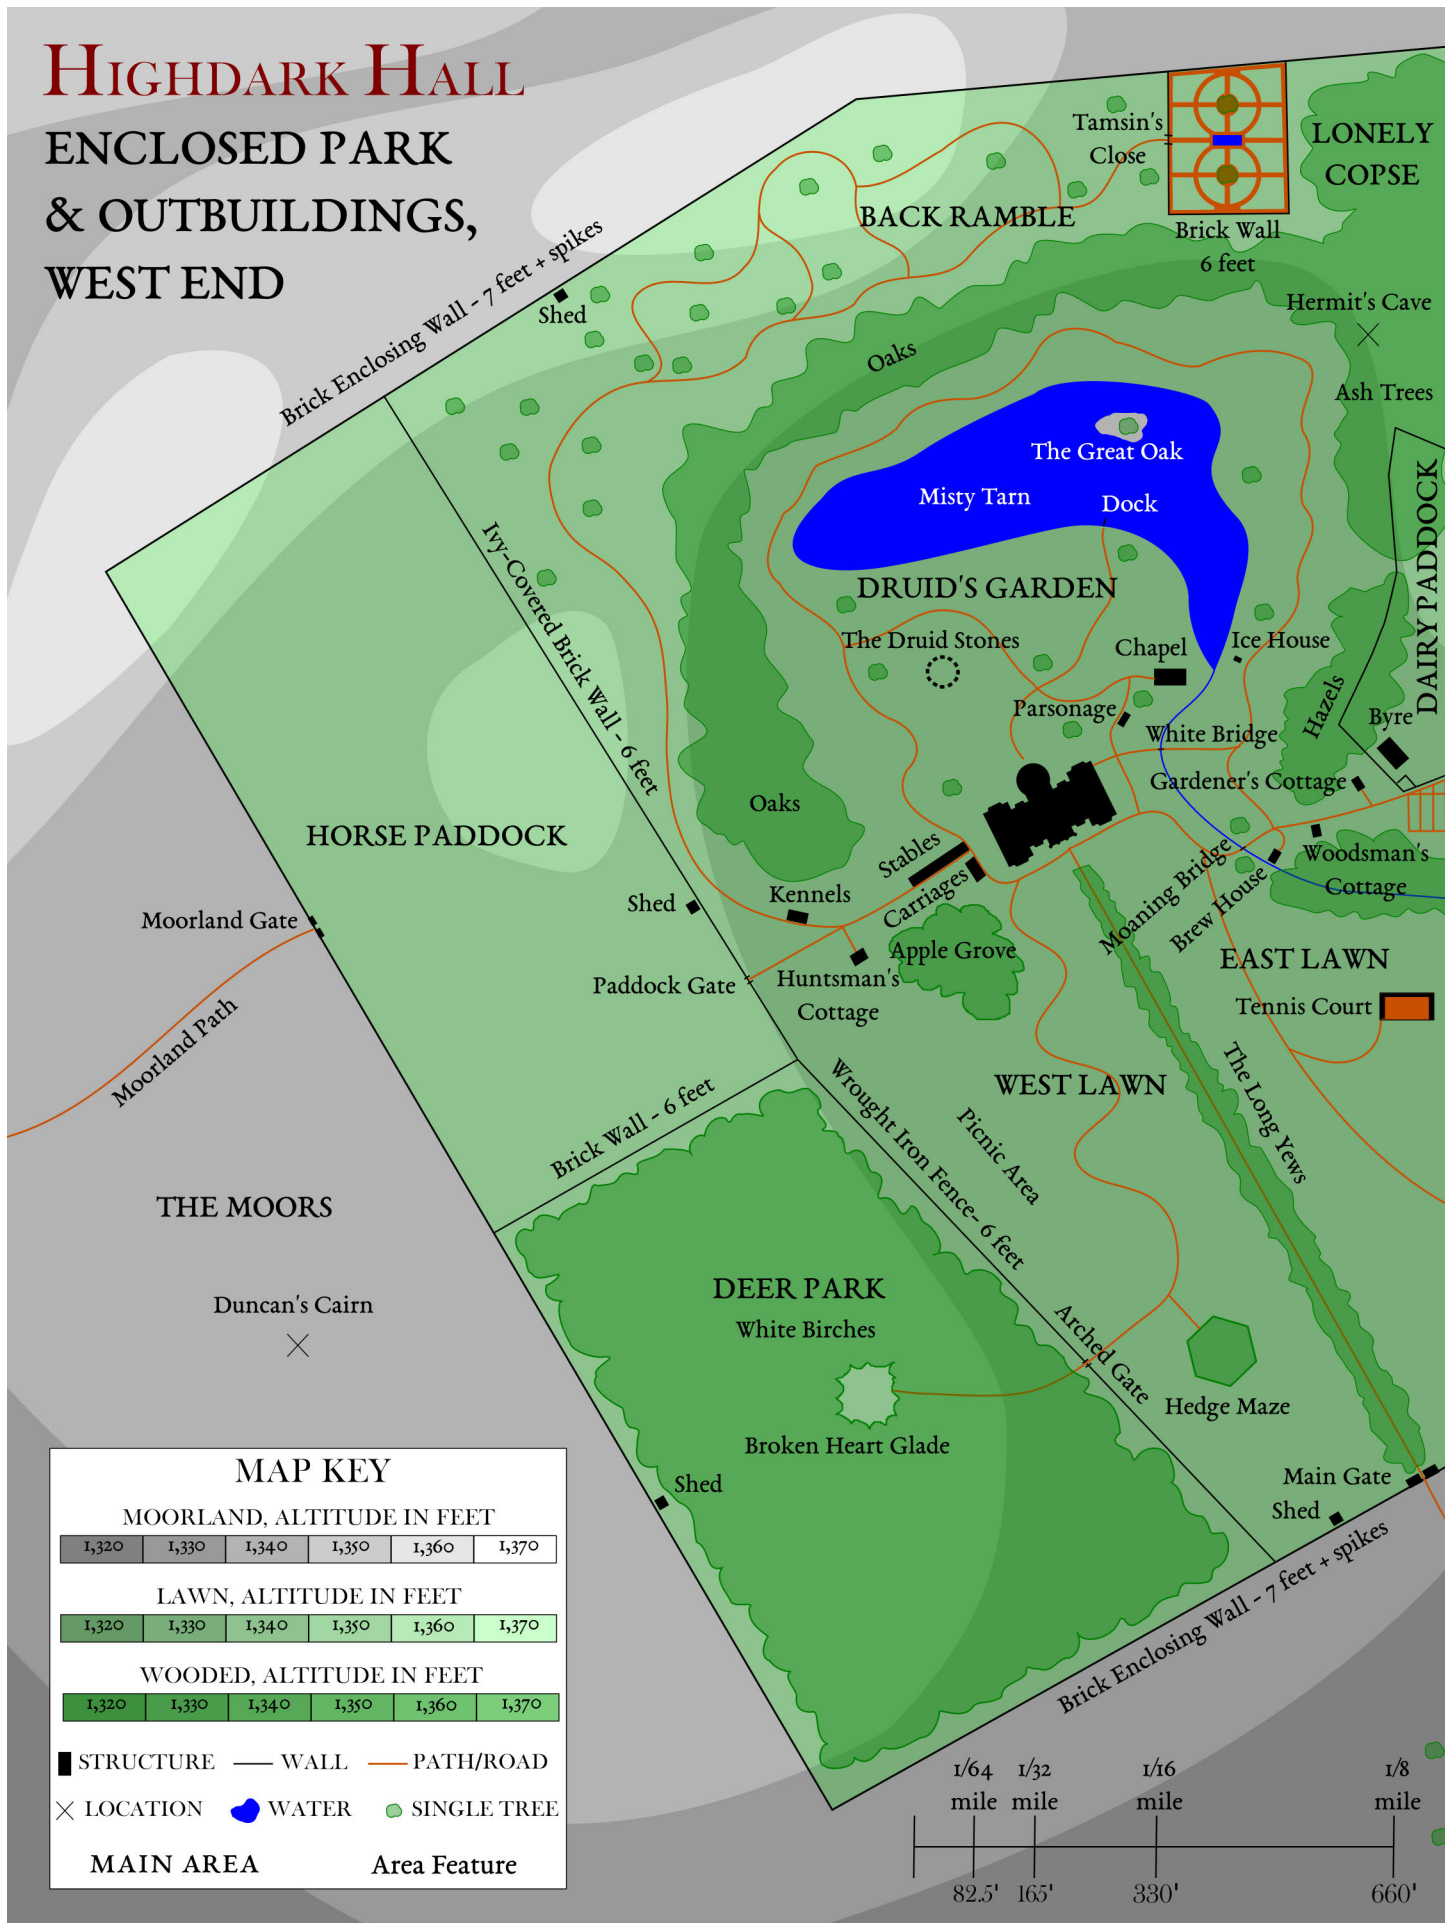 HIGHDARK HALL
ENCLOSED PARK
& OUTBUILDINGS,
WEST END
Brick Enclosing Wall - 7 feet + spikes
Shed
BACK RAMBLE
Tamsin's
Close
Brick Wall
6 feet
LONELY
COPSE
Hermit's Cave
Ash Trees
Oaks
The Great Oak
Misty Tarn
Dock
DRUID'S GARDEN
The Druid Stones
Chapel
Ice House
Parsonage
White Bridge
Hazels
Byre
DAIRY PADDOCK
Gardener's Cottage
Woodsman's
Cottage
Ivy-Covered Brick Wall - 6 feet
Oaks
HORSE PADDOCK
Stables
Carriages
Kennels
Shed
Moorland Gate
Moorland Path
Paddock Gate
Huntsman's
Cottage
Apple Grove
Moaning Bridge
Brew House
EAST LAWN
Tennis Court
The Long Yews
WEST LAWN
Picnic Area
Brick Wall - 6 feet
Wrought Iron Fence- 6 feet
THE MOORS
Duncan's Cairn
DEER PARK
White Birches
Broken Heart Glade
Arched Gate
Hedge Maze
Shed
Main Gate
Shed
Brick Enclosing Wall - 7 feet + spikes
MAP KEY
MOORLAND, ALTITUDE IN FEET
1,320 1,330 1,340 1,350 1,360 1,370
LAWN, ALTITUDE IN FEET
1,320 1,330 1,340 1,350 1,360 1,370
WOODED, ALTITUDE IN FEET
1,320 1,330 1,340 1,350 1,360 1,370
STRUCTURE WALL PATH/ROAD
LOCATION WATER SINGLE TREE
MAIN AREA Area Feature
1/64 1/32 1/16 1/8
mile mile mile mile
82.5' 165' 330' 660'